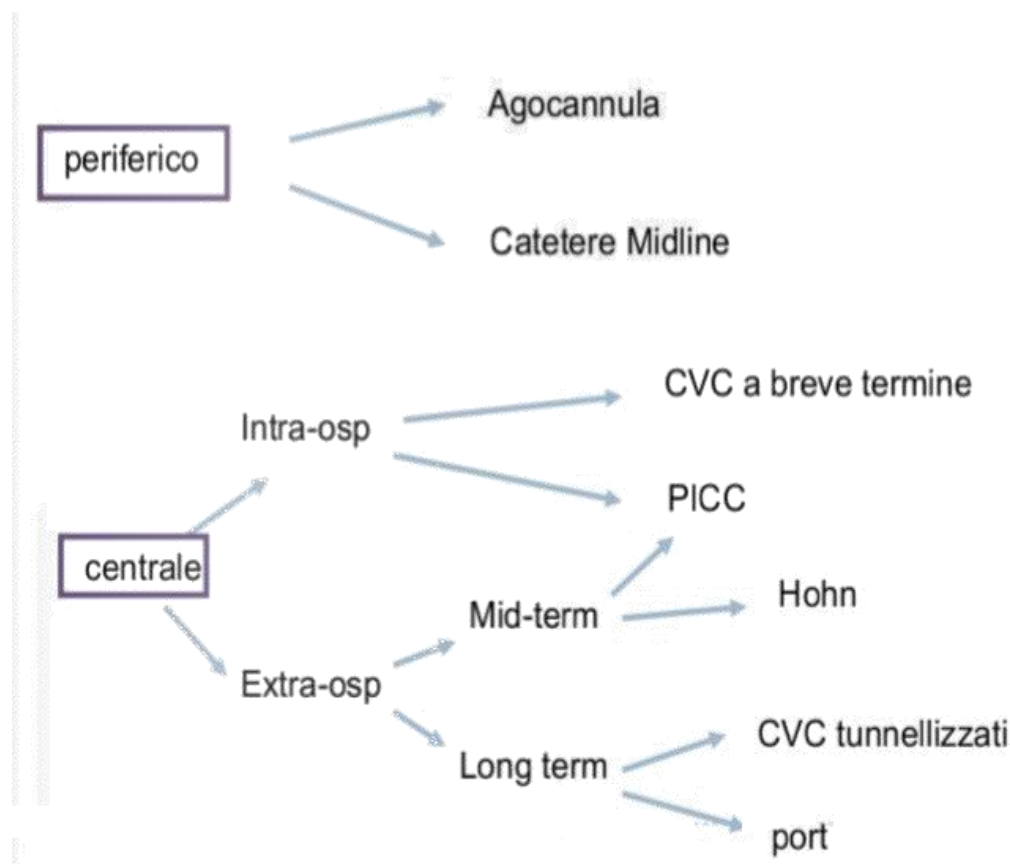 Agocannula
periferico
Catetere Midline
CVC a breve termine
Intra-osp
PICC
centrale
Hohn
Mid-term
Extra-osp
CVC tunnellizzati
Long term
port